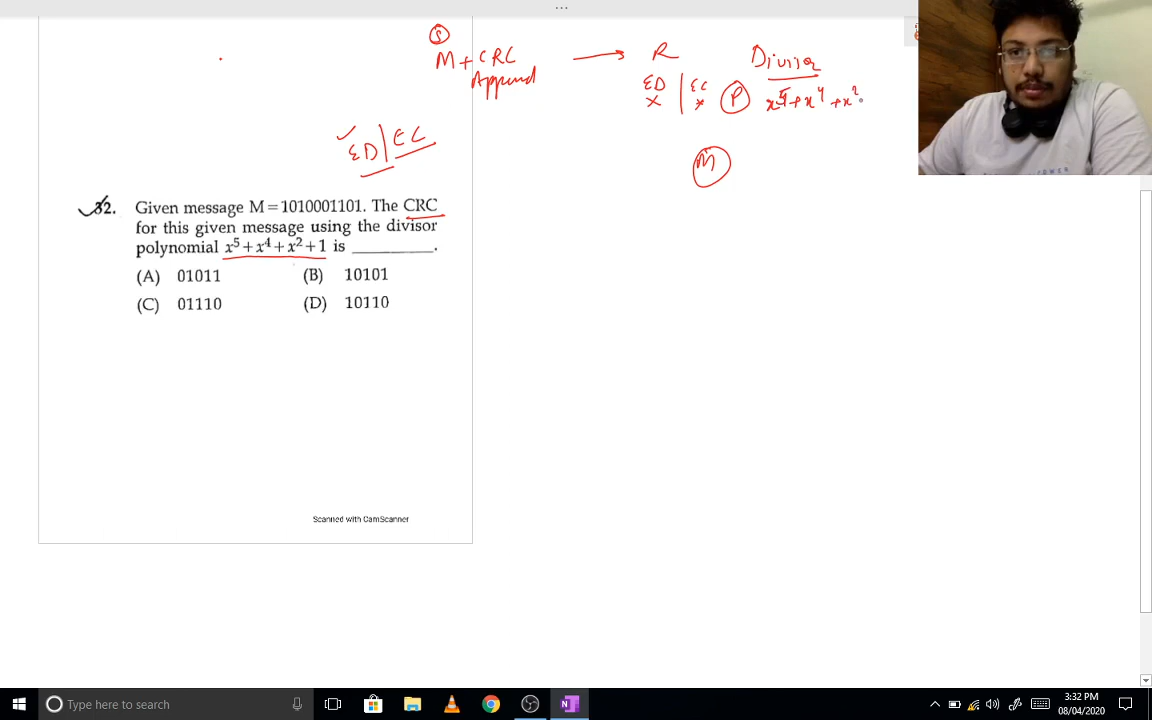 ...
S
M + CRC
Append
R
ED | EC
P
Divisor
x⁵ + x⁴ + x²
M
ED | EC
32. Given message M = 1010001101. The CRC
for this given message using the divisor
polynomial x⁵ + x⁴ + x² + 1 is __________.
(A) 01011 (B) 10101
(C) 01110 (D) 10110
Scanned with CamScanner
Type here to search
3:32 PM
08/04/2020